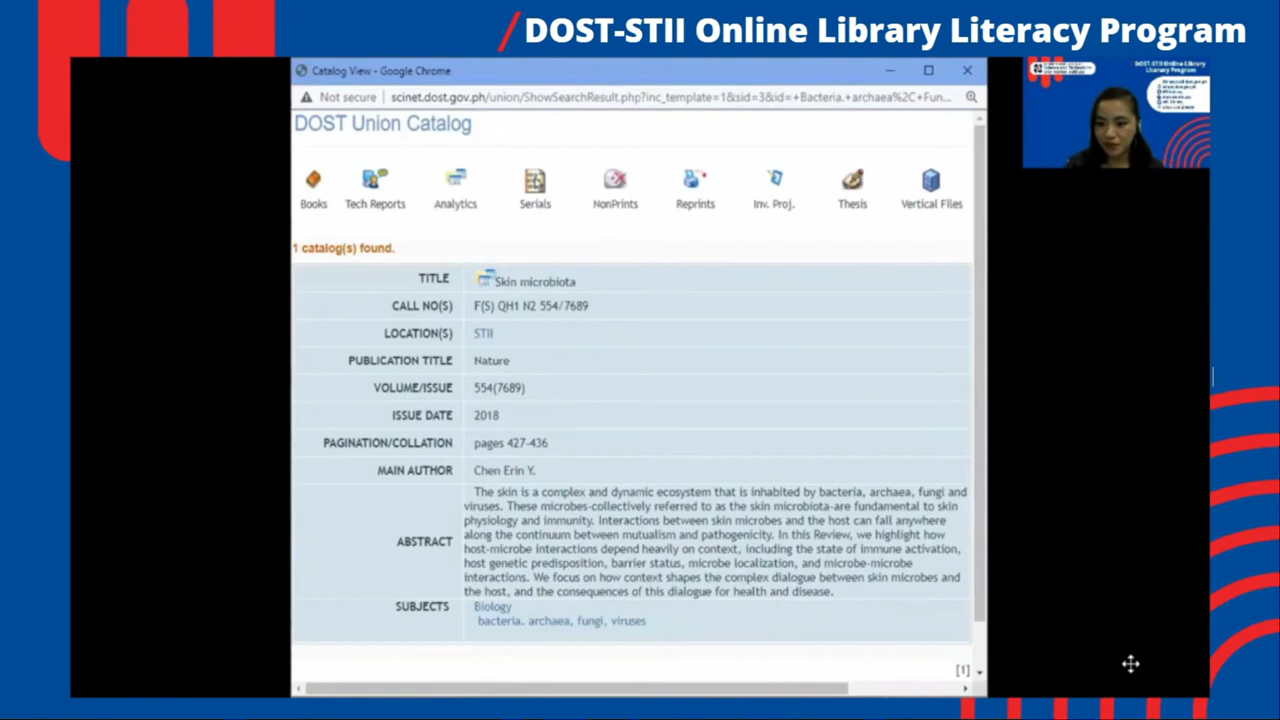 /DOST-STII Online Library Literacy Program
Catalog View - Google Chrome
Not secure | scinet.dost.gov.ph/union/ShowSearchResult.php?inc_template=1&sid=3&id=+Bacteria.+archaea%2C+Fun...
DOST-STII Online Library
Literacy Program
DOST Union Catalog
Books Tech Reports Analytics Serials NonPrints Reprints Inv. Proj. Thesis Vertical Files
1 catalog(s) found.
TITLE Skin microbiota
CALL NO(S) F(S) QH1 N2 554/7689
LOCATION(S) STII
PUBLICATION TITLE Nature
VOLUME/ISSUE 554(7689)
ISSUE DATE 2018
PAGINATION/COLLATION pages 427-436
MAIN AUTHOR Chen Erin Y.
ABSTRACT
The skin is a complex and dynamic ecosystem that is inhabited by bacteria, archaea, fungi and
viruses. These microbes-collectively referred to as the skin microbiota-are fundamental to skin
physiology and immunity. Interactions between skin microbes and the host can fall anywhere
along the continuum between mutualism and pathogenicity. In this Review, we highlight how
host-microbe interactions depend heavily on context, including the state of immune activation,
host genetic predisposition, barrier status, microbe localization, and microbe-microbe
interactions. We focus on how context shapes the complex dialogue between skin microbes and
the host, and the consequences of this dialogue for health and disease.
SUBJECTS Biology
bacteria. archaea, fungi, viruses
[1]